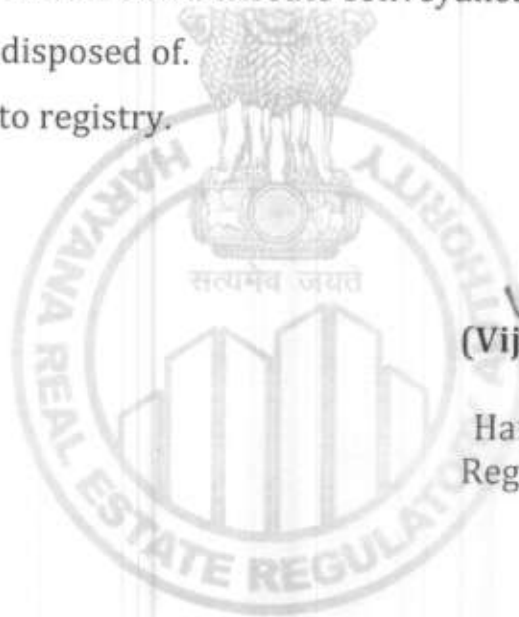 disposed of.
to registry.
HARYANA REAL ESTATE REGULATORY AUTHORITY
सत्यमेव जयते
(Vij
Ha
Reg